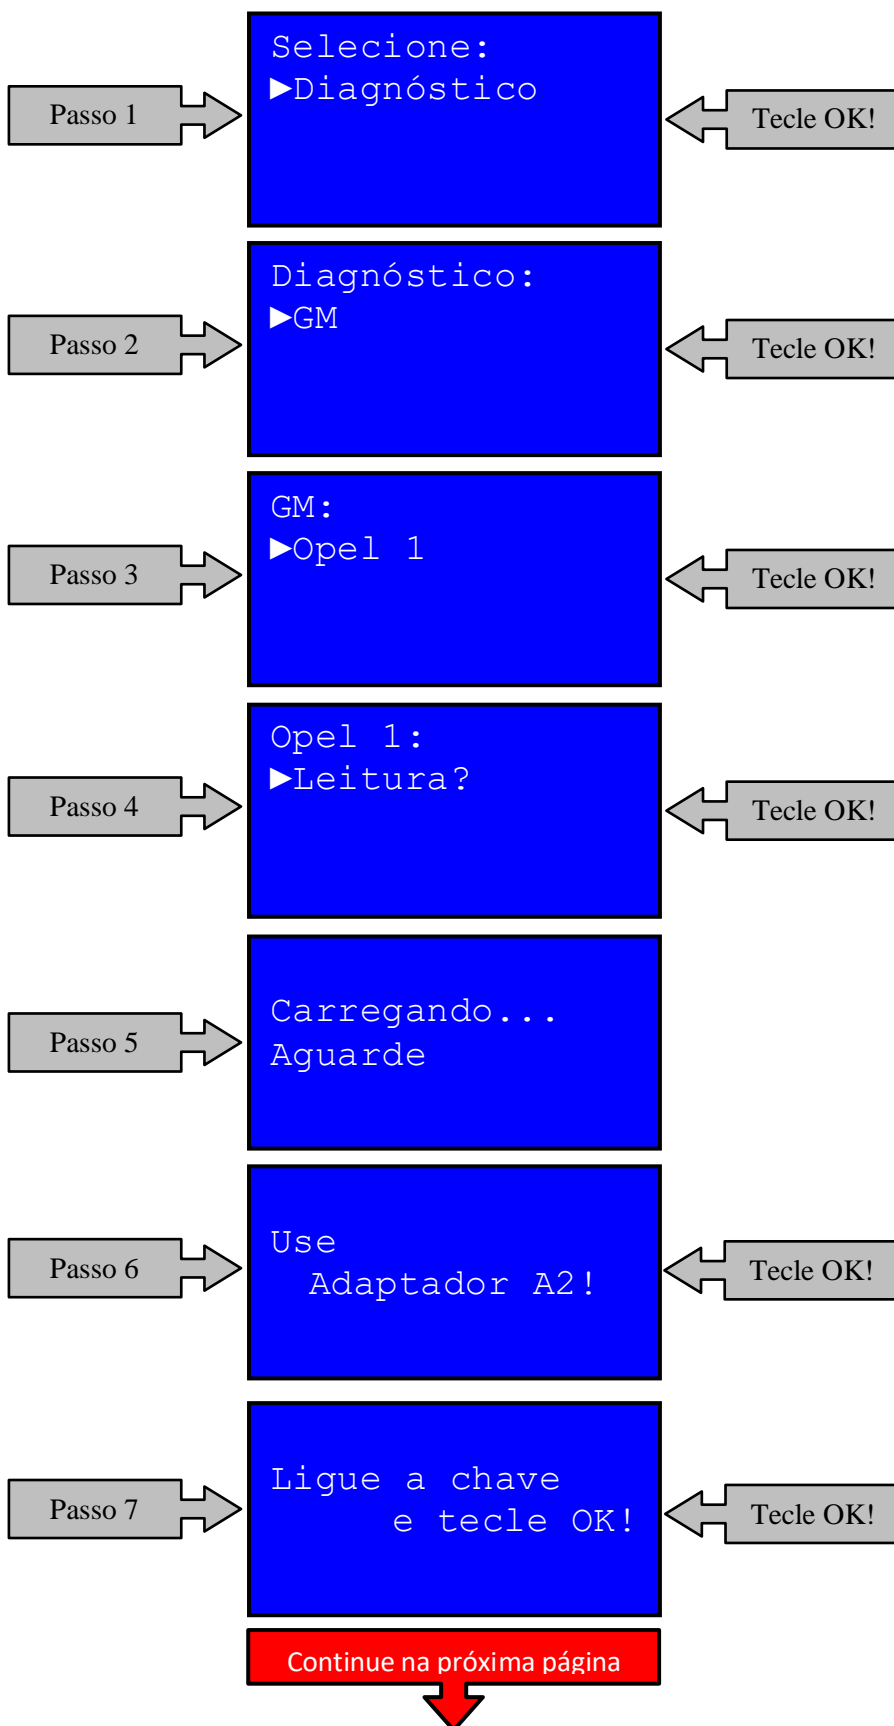 Selecione:
Passo 1
►Diagnóstico
Tecle OK!
Diagnóstico:
Passo 2
►GM
Tecle OK!
GM:
Passo 3
►Opel 1
Tecle OK!
Opel 1:
Passo 4
►Leitura?
Tecle OK!
Passo 5
Carregando...
Aguarde
Passo 6
Use
Adaptador A2!
Tecle OK!
Passo 7
Ligue a chave
e tecle OK!
Tecle OK!
Continue na próxima página